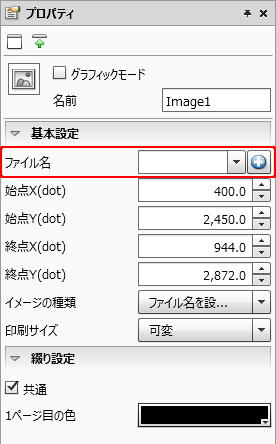 プロパティ
グラフィックモード
名前 Image1
基本設定
ファイル名
始点X(dot) 400.0
始点Y(dot) 2,450.0
終点X(dot) 944.0
終点Y(dot) 2,872.0
イメージの種類 ファイル名を設...
印刷サイズ 可変
綴り設定
共通
1ページ目の色